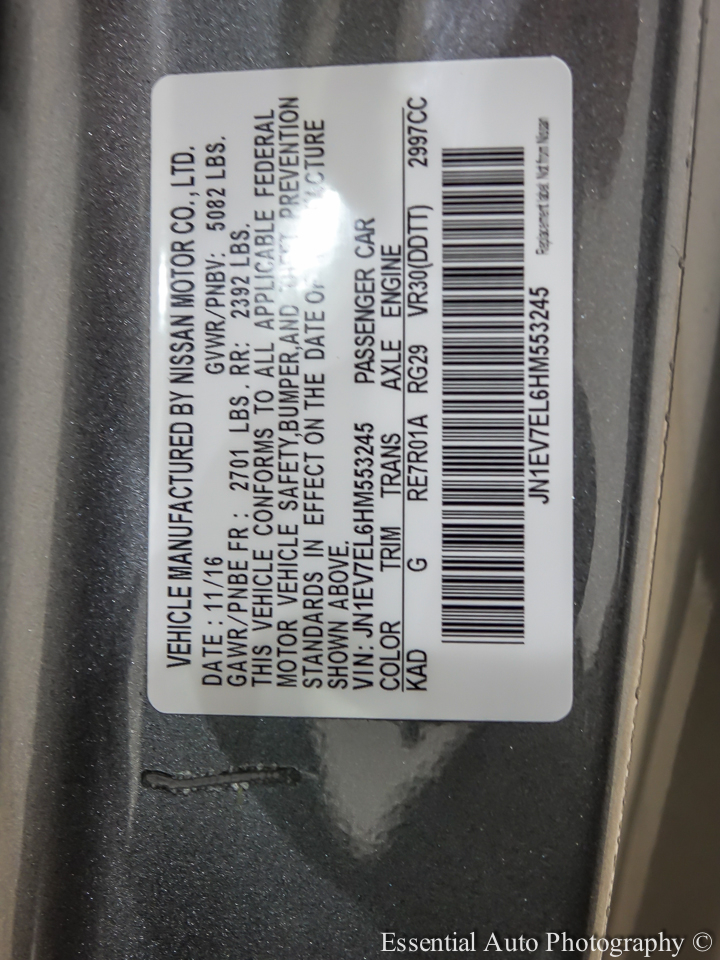 VEHICLE MANUFACTURED BY NISSAN MOTOR CO., LTD.
DATE : 11/16 GVWR/PNBV: 5082 LBS.
GAWR/PNBE FR : 2701 LBS. RR: 2392 LBS.
THIS VEHICLE CONFORMS TO ALL APPLICABLE FEDERAL
MOTOR VEHICLE SAFETY,BUMPER,AND THEFT PREVENTION
STANDARDS IN EFFECT ON THE DATE OF MANUFACTURE
SHOWN ABOVE.
VIN: JN1EV7EL6HM553245 PASSENGER CAR
COLOR TRIM TRANS AXLE ENGINE
KAD G RE7R01A RG29 VR30(DDTT) 2997CC
JN1EV7EL6HM553245
Replacement label. Not from Nissan
Essential Auto Photography ©